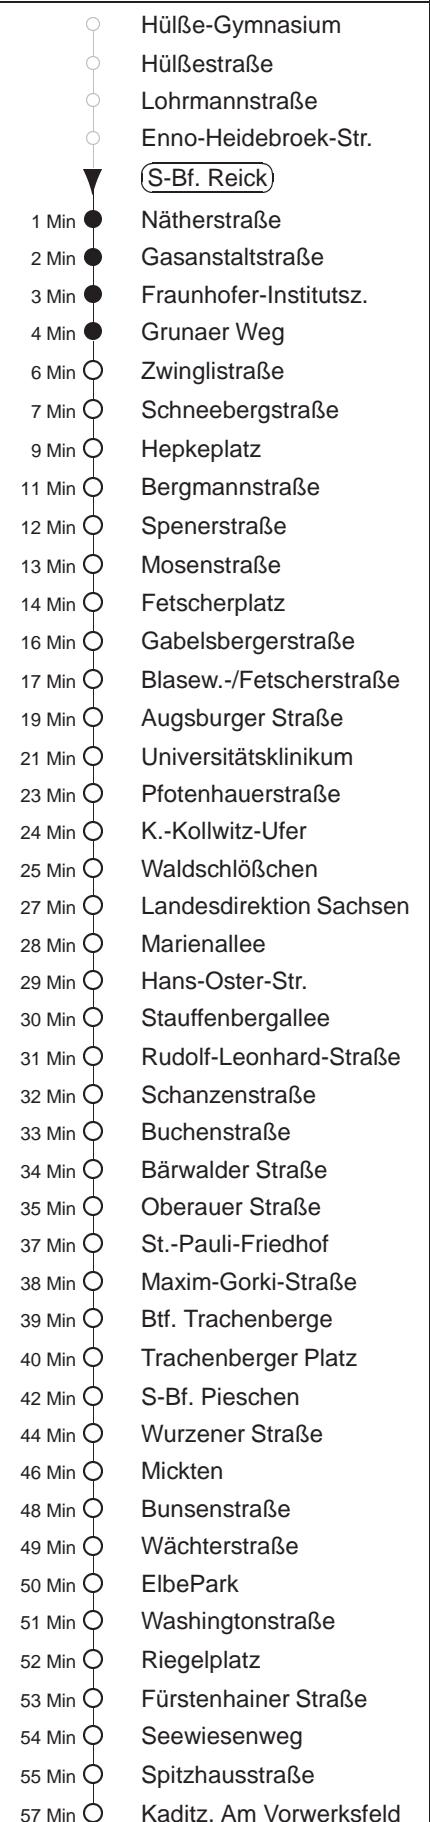 Hülße-Gymnasium
Hülßestraße
Lohrmannstraße
Enno-Heidebroek-Str.
S-Bf. Reick
1 Min Nätherstraße
2 Min Gasanstaltstraße
3 Min Fraunhofer-Institutsz.
4 Min Grunaer Weg
6 Min Zwinglistraße
7 Min Schneebergstraße
9 Min Hepkeplatz
11 Min Bergmannstraße
12 Min Spenerstraße
13 Min Mosenstraße
14 Min Fetscherplatz
16 Min Gabelsbergerstraße
17 Min Blasew.-/Fetscherstraße
19 Min Augsburger Straße
21 Min Universitätsklinikum
23 Min Pfotenhauerstraße
24 Min K.-Kollwitz-Ufer
25 Min Waldschlößchen
27 Min Landesdirektion Sachsen
28 Min Marienallee
29 Min Hans-Oster-Str.
30 Min Stauffenbergallee
31 Min Rudolf-Leonhard-Straße
32 Min Schanzenstraße
33 Min Buchenstraße
34 Min Bärwalder Straße
35 Min Oberauer Straße
37 Min St.-Pauli-Friedhof
38 Min Maxim-Gorki-Straße
39 Min Btf. Trachenberge
40 Min Trachenberger Platz
42 Min S-Bf. Pieschen
44 Min Wurzener Straße
46 Min Mickten
48 Min Bunsenstraße
49 Min Wächterstraße
50 Min ElbePark
51 Min Washingtonstraße
52 Min Riegelplatz
53 Min Fürstenhainer Straße
54 Min Seewiesenweg
55 Min Spitzhausstraße
57 Min Kaditz, Am Vorwerksfeld